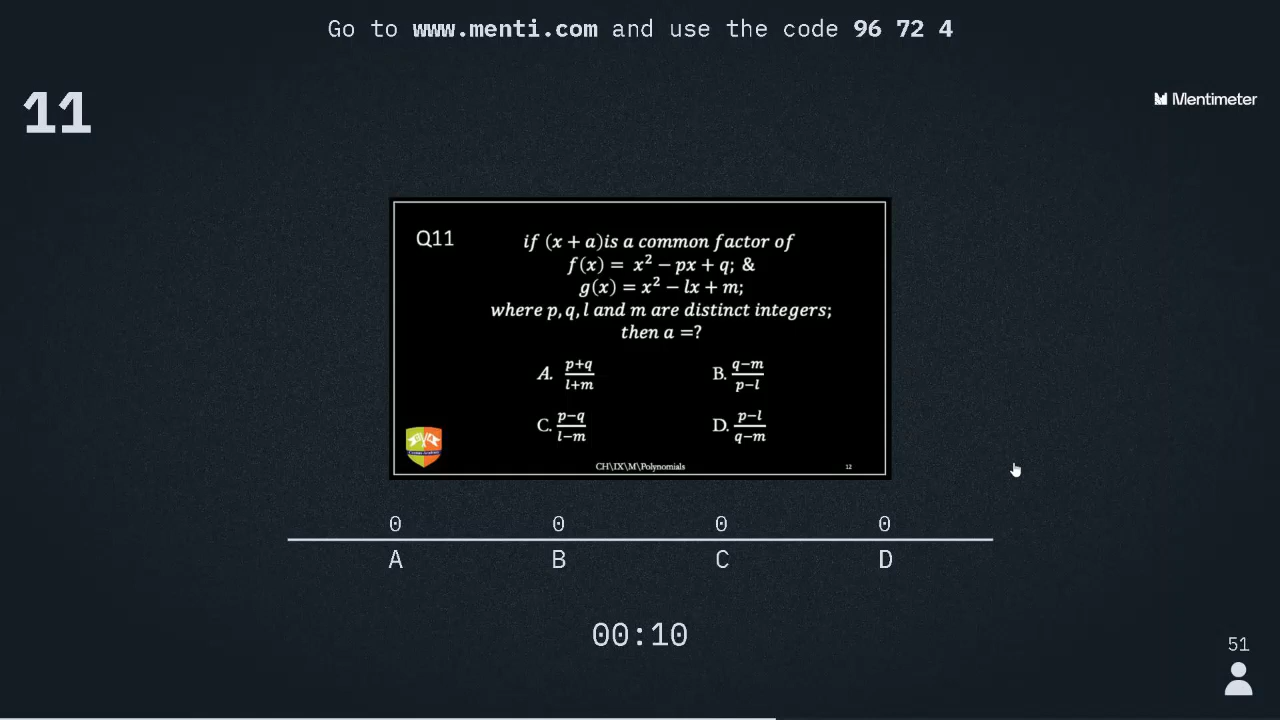 Go to www.menti.com and use the code 96 72 4
11
Mentimeter
Q11
if (x + a)is a common factor of
f(x) = x² − px + q; &
g(x) = x² − lx + m;
where p, q, l and m are distinct integers;
then a =?
A. p+q/l+m
B. q−m/p−l
C. p−q/l−m
D. p−l/q−m
CH\IX\M\Polynomials
12
0 0 0 0
A B C D
00:10
51